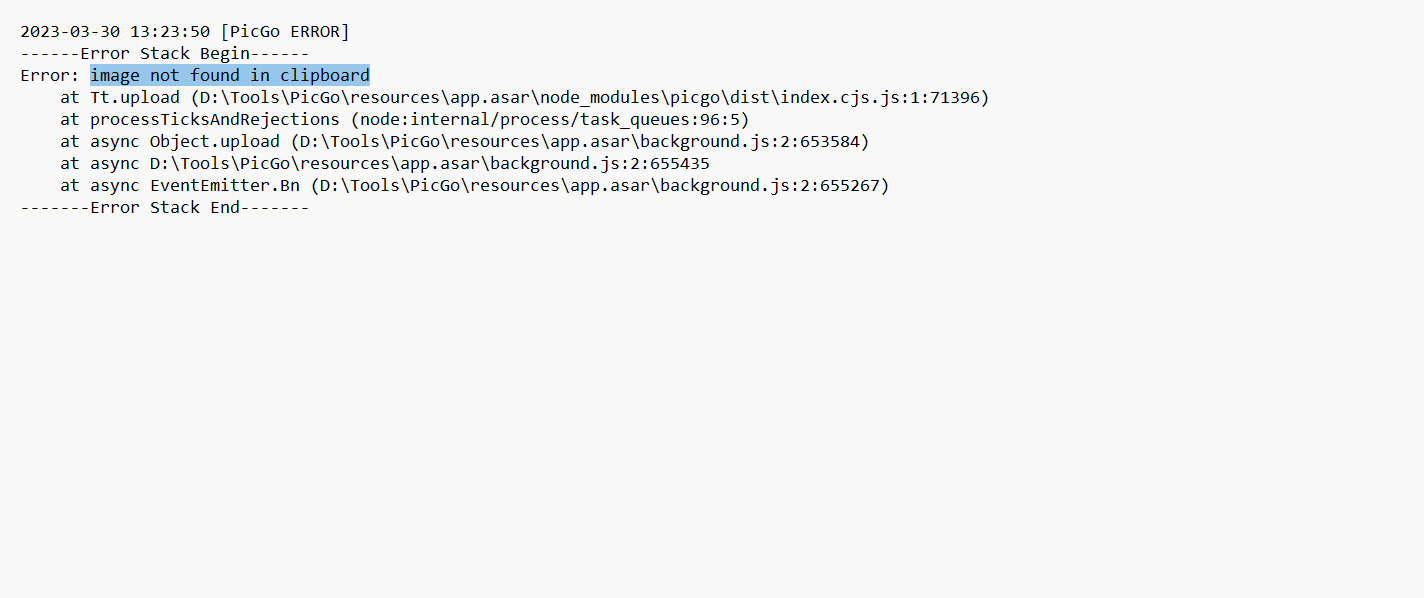 2023-03-30 13:23:50 [PicGo ERROR]
------Error Stack Begin------
Error: image not found in clipboard
    at Tt.upload (D:\Tools\PicGo\resources\app.asar\node_modules\picgo\dist\index.cjs.js:1:71396)
    at processTicksAndRejections (node:internal/process/task_queues:96:5)
    at async Object.upload (D:\Tools\PicGo\resources\app.asar\background.js:2:653584)
    at async D:\Tools\PicGo\resources\app.asar\background.js:2:655435
    at async EventEmitter.Bn (D:\Tools\PicGo\resources\app.asar\background.js:2:655267)
-------Error Stack End-------